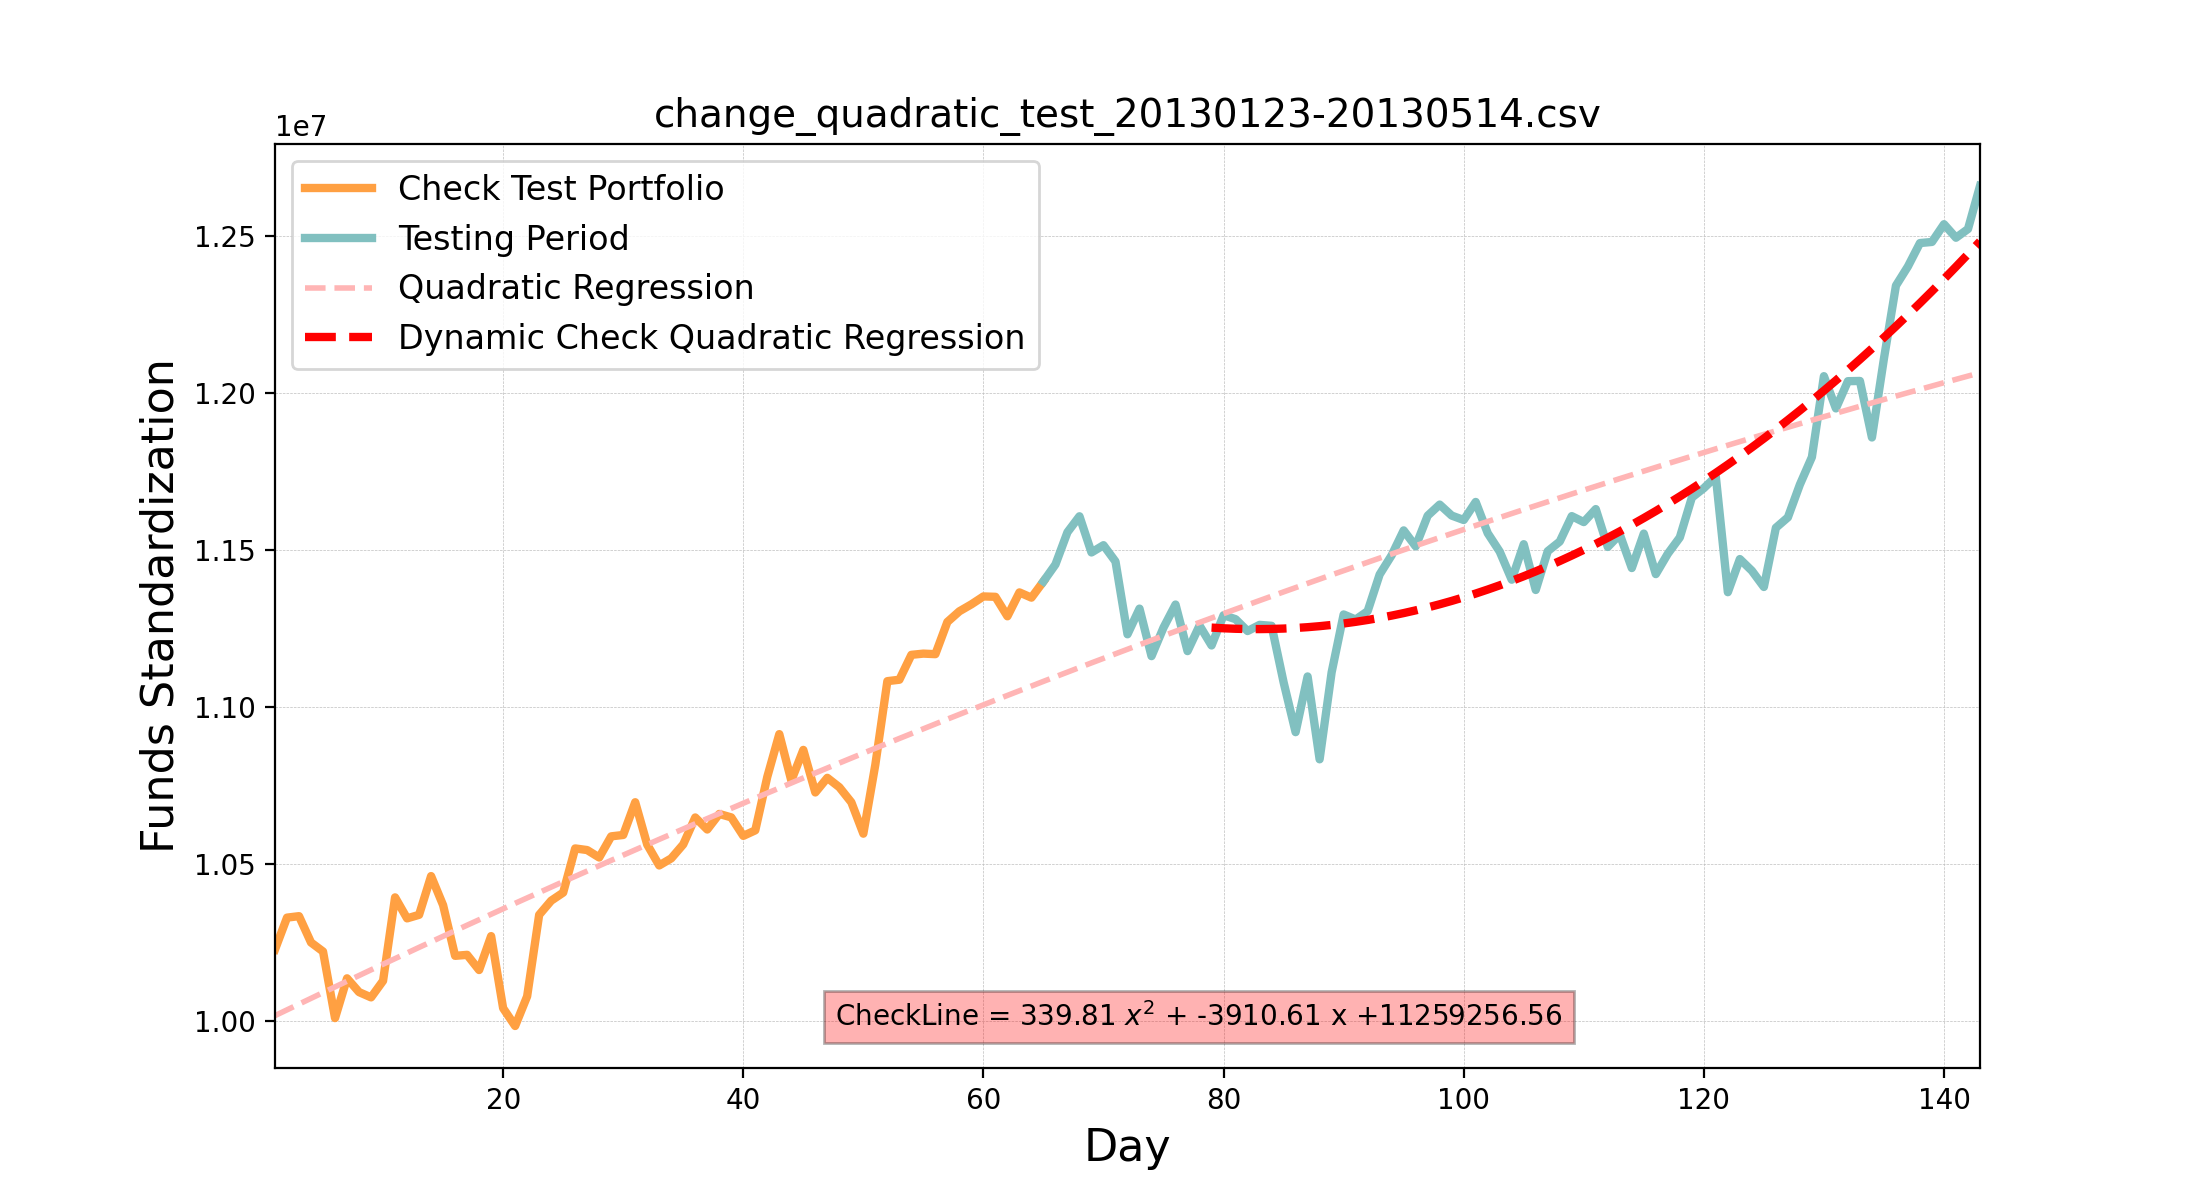 change_quadratic_test_20130123-20130514.csv
1e7
Check Test Portfolio
Testing Period
Quadratic Regression
Dynamic Check Quadratic Regression
1.25
1.20
1.15
1.10
1.05
1.00
Funds Standardization
CheckLine = 339.81 x² + -3910.61 x +11259256.56
20 40 60 80 100 120 140
Day